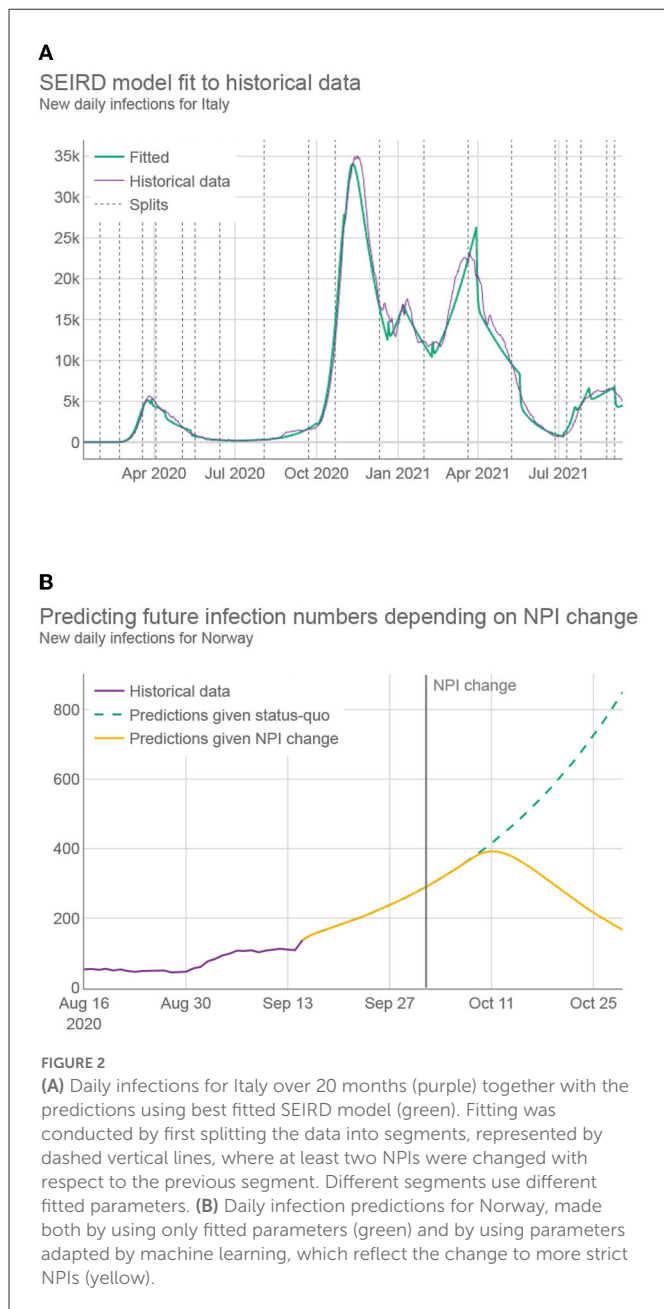 A
SEIRD model fit to historical data
New daily infections for Italy
35k
30k
25k
20k
15k
10k
5k
0
Fitted
Historical data
Splits
Apr 2020 Jul 2020 Oct 2020 Jan 2021 Apr 2021 Jul 2021
B
Predicting future infection numbers depending on NPI change
New daily infections for Norway
800
600
400
200
0
Historical data
Predictions given status-quo
Predictions given NPI change
NPI change
Aug 16 Aug 30 Sep 13 Sep 27 Oct 11 Oct 25
2020
FIGURE 2
(A) Daily infections for Italy over 20 months (purple) together with the
predictions using best fitted SEIRD model (green). Fitting was
conducted by first splitting the data into segments, represented by
dashed vertical lines, where at least two NPIs were changed with
respect to the previous segment. Different segments use different
fitted parameters. (B) Daily infection predictions for Norway, made
both by using only fitted parameters (green) and by using parameters
adapted by machine learning, which reflect the change to more strict
NPIs (yellow).